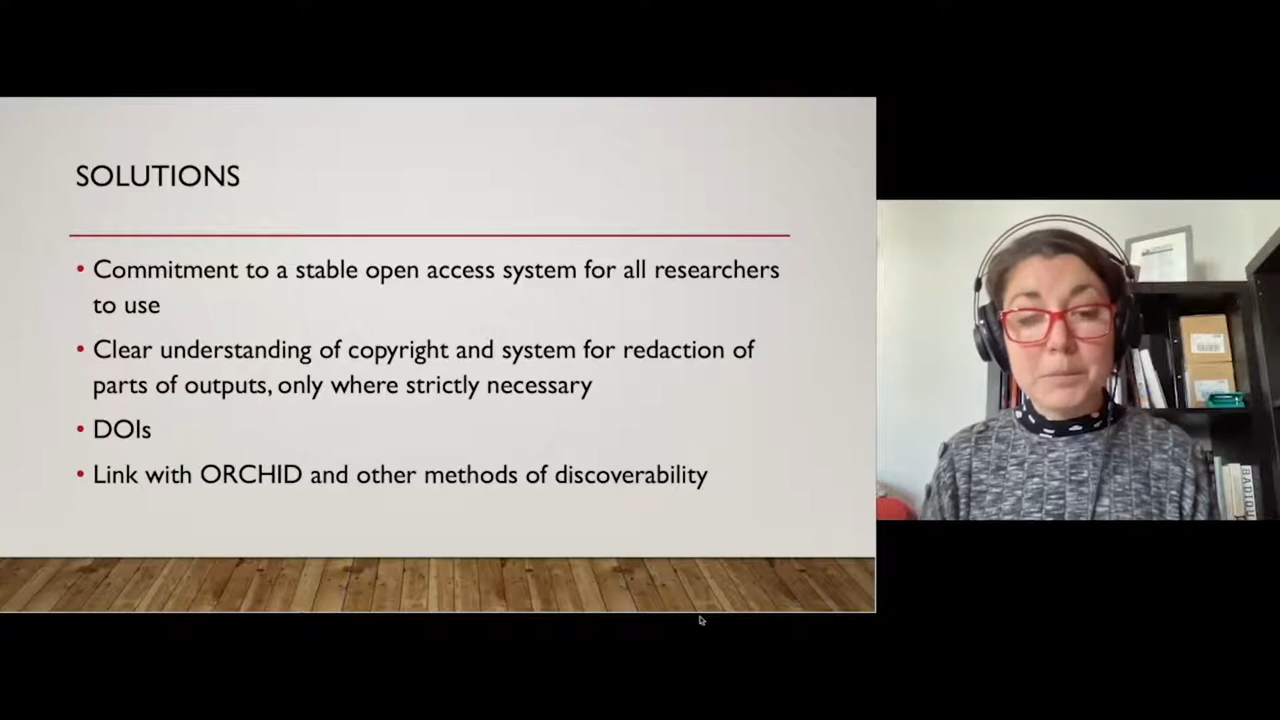 SOLUTIONS
• Commitment to a stable open access system for all researchers
to use
• Clear understanding of copyright and system for redaction of
parts of outputs, only where strictly necessary
• DOIs
• Link with ORCHID and other methods of discoverability
BADIOU